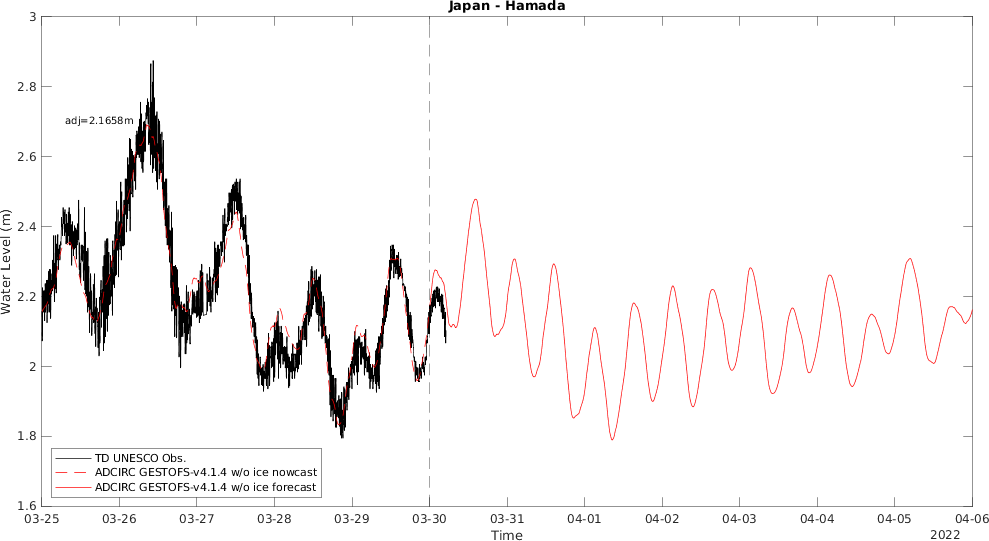 Japan - Hamada
3
2.8
adj=2.1658m
2.6
2.4
2.2
2
1.8
1.6
Water Level (m)
TD UNESCO Obs.
ADCIRC GESTOFS-v4.1.4 w/o ice nowcast
ADCIRC GESTOFS-v4.1.4 w/o ice forecast
03-25 03-26 03-27 03-28 03-29 03-30 03-31 04-01 04-02 04-03 04-04 04-05 04-06
Time
2022